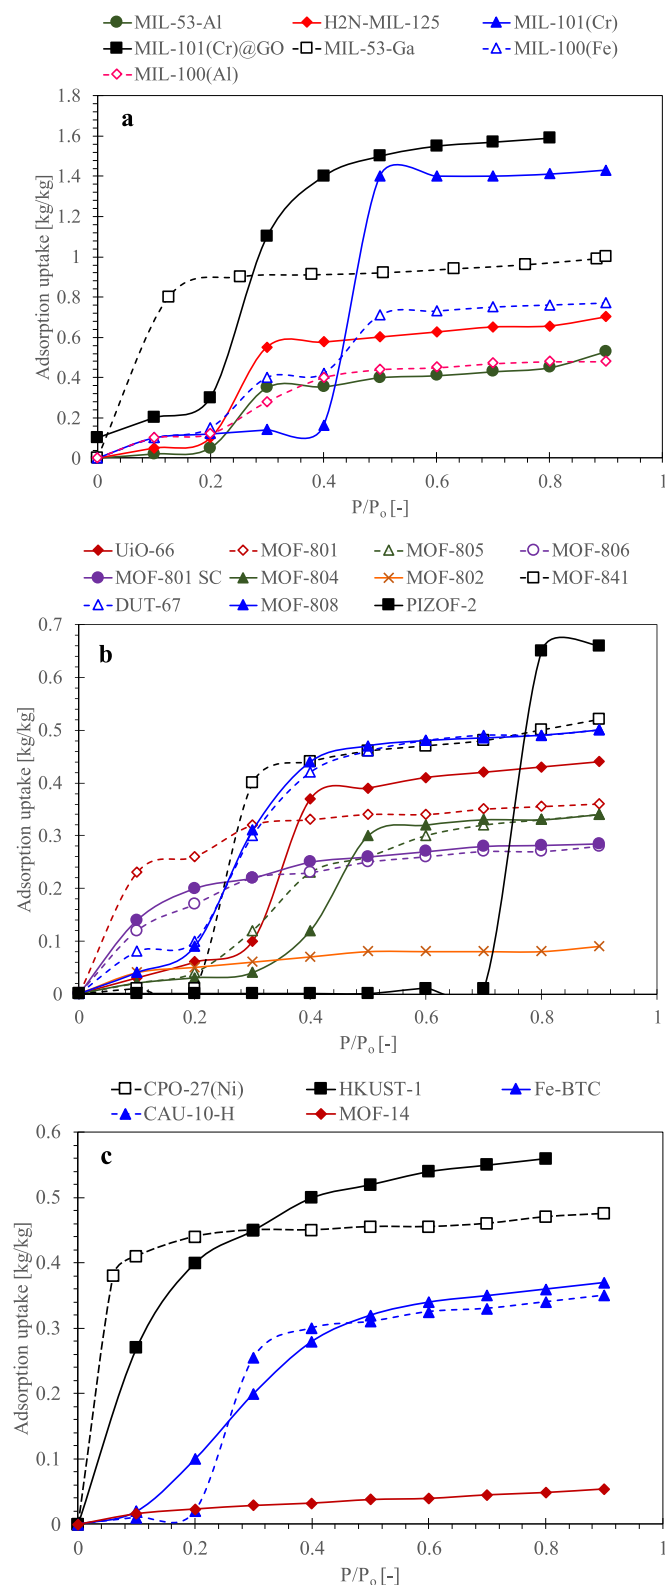 MIL-53-Al H2N-MIL-125 MIL-101(Cr)
MIL-101(Cr)@GO MIL-53-Ga MIL-100(Fe)
MIL-100(Al)
a
Adsorption uptake [kg/kg]
1.8
1.6
1.4
1.2
1
0.8
0.6
0.4
0.2
0
0 0.2 0.4 0.6 0.8 1
P/Po [-]
UiO-66 MOF-801 MOF-805 MOF-806
MOF-801 SC MOF-804 MOF-802 MOF-841
DUT-67 MOF-808 PIZOF-2
b
Adsorption uptake [kg/kg]
0.7
0.6
0.5
0.4
0.3
0.2
0.1
0
0 0.2 0.4 0.6 0.8 1
P/Po [-]
CPO-27(Ni) HKUST-1 Fe-BTC
CAU-10-H MOF-14
c
Adsorption uptake [kg/kg]
0.6
0.5
0.4
0.3
0.2
0.1
0
0 0.2 0.4 0.6 0.8 1
P/Po [-]